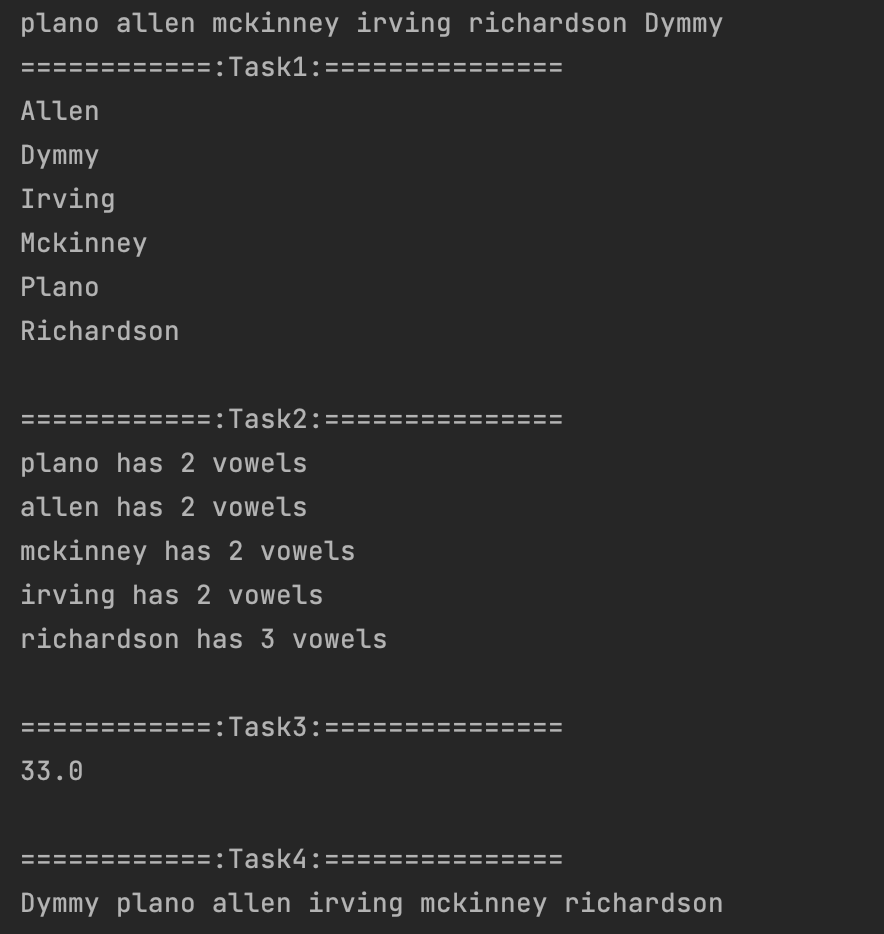 plano allen mckinney irving richardson Dymmy
============:Task1:===============
Allen
Dymmy
Irving
Mckinney
Plano
Richardson
============:Task2:===============
plano has 2 vowels
allen has 2 vowels
mckinney has 2 vowels
irving has 2 vowels
richardson has 3 vowels
============:Task3:===============
33.0
============:Task4:===============
Dymmy plano allen irving mckinney richardson